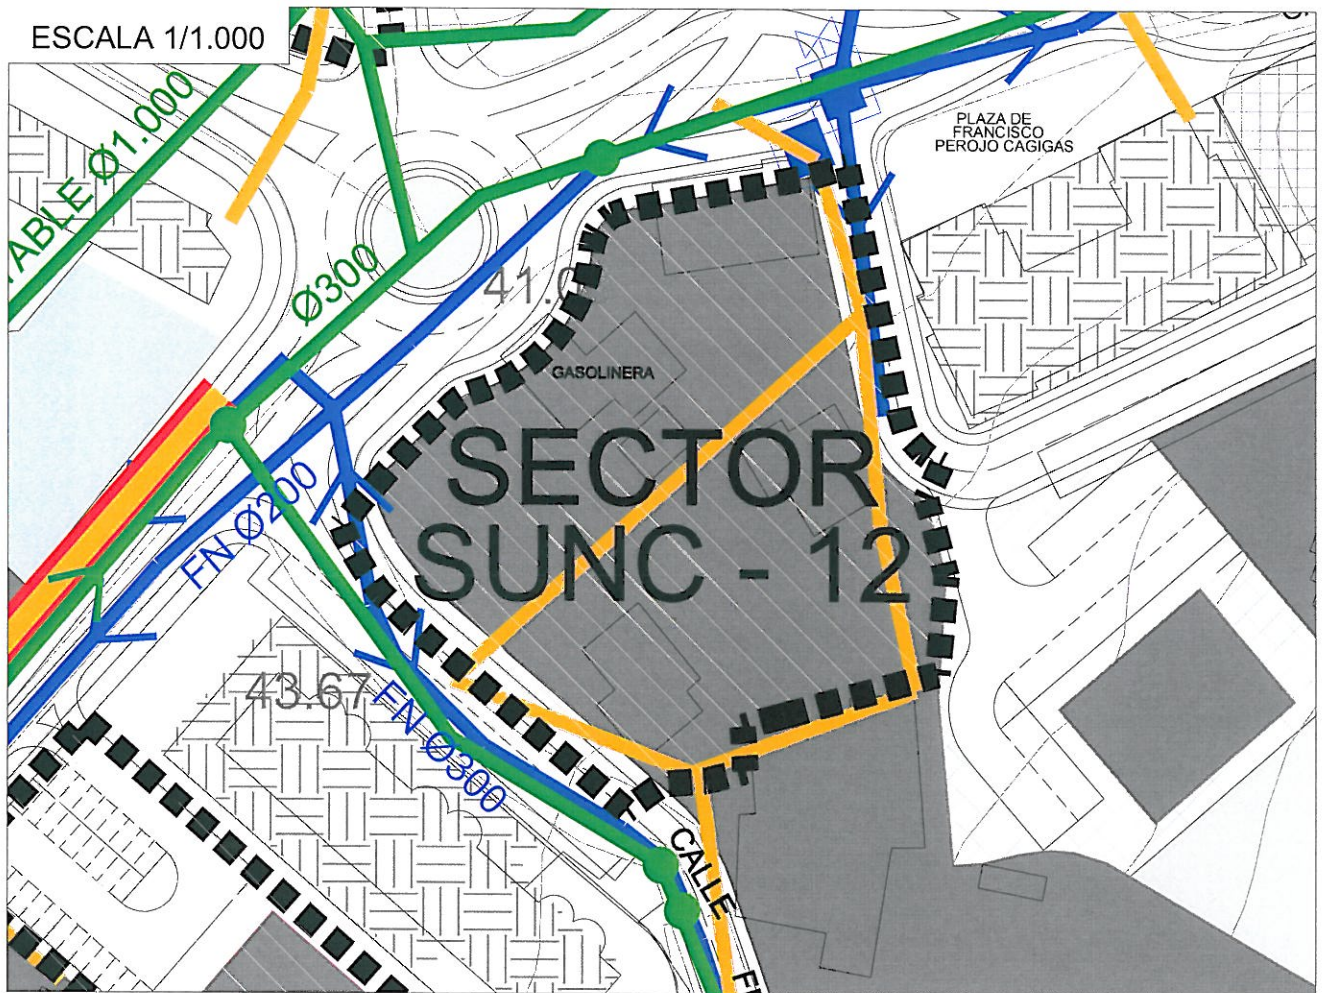 ESCALA 1/1.000
TABLE Ø1.000
PLAZA DE
FRANCISCO
PEROJO CAGIGAS
Ø300
GASOLINERA
SECTOR
SUNC - 12
FN Ø200
43.67
FN Ø300
CALLE